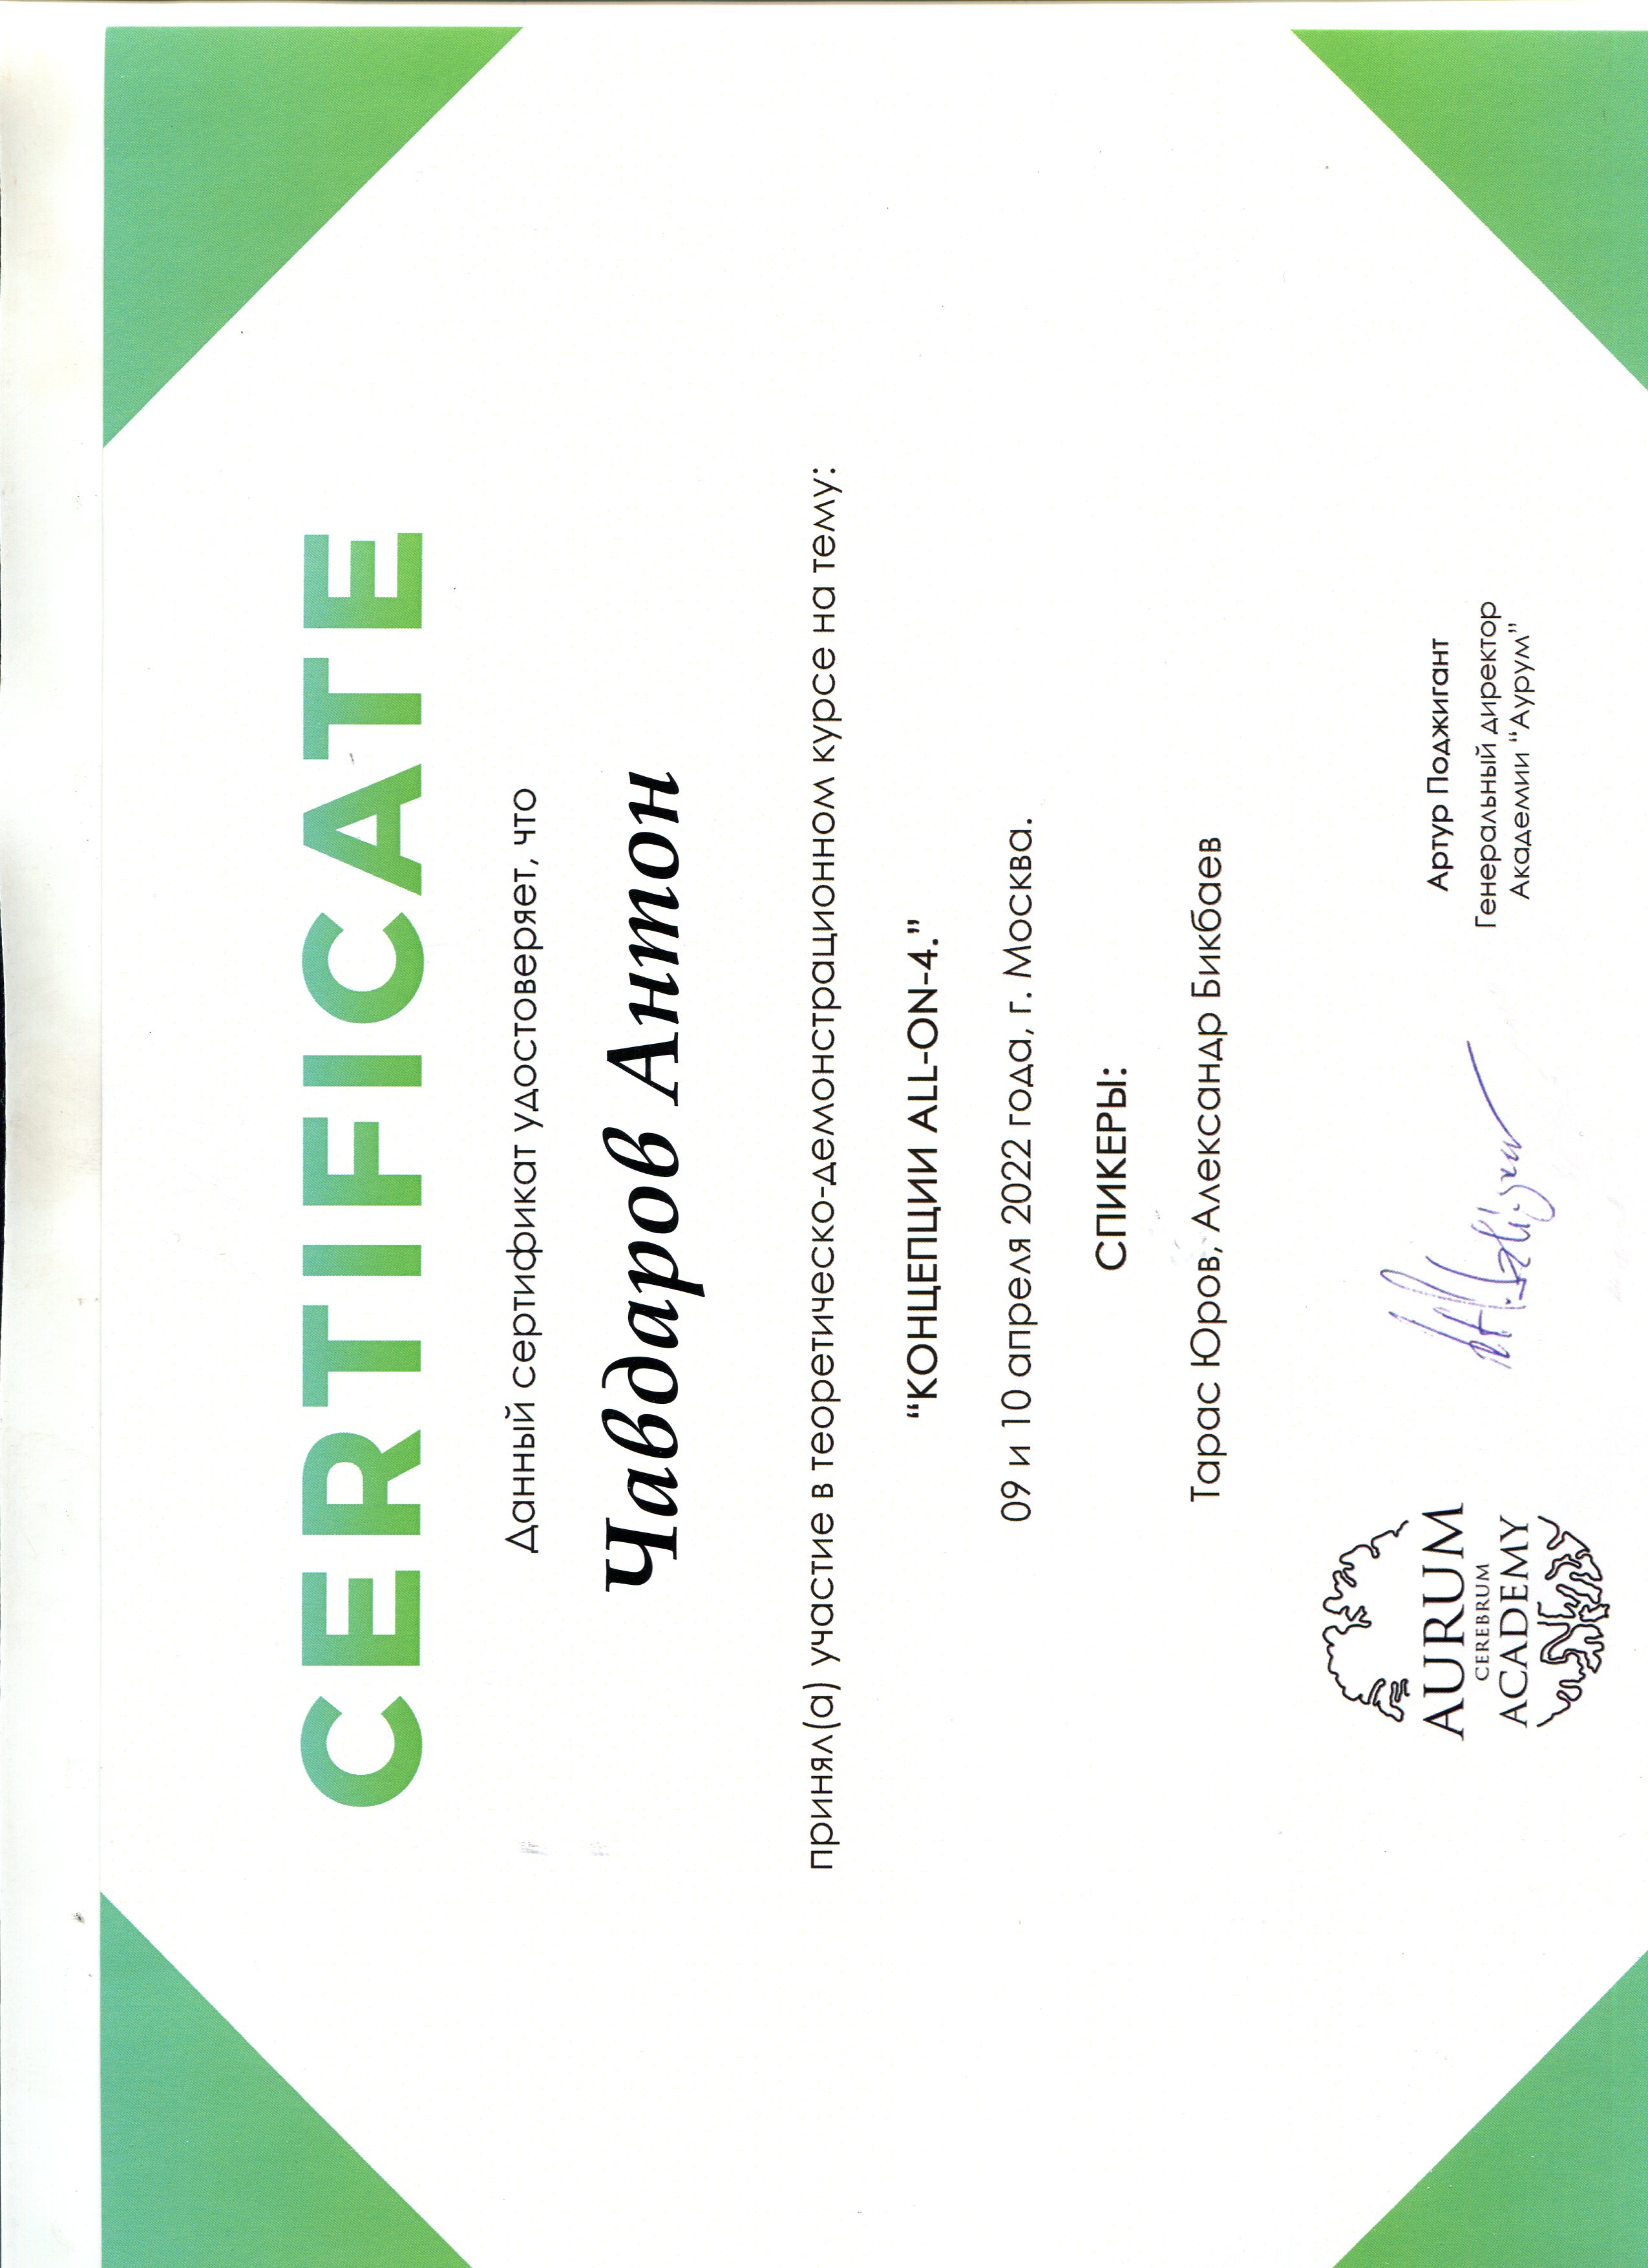 CERTIFICATE
Данный сертификат удостоверяет, что
Чавдаров Антон
принял(а) участие в теоретическо-демонстрационном курсе на тему:
“КОНЦЕПЦИИ ALL-ON-4.”
09 и 10 апреля 2022 года, г. Москва.
СПИКЕРЫ:
Тарас Юров, Александр Бикбаев
AURUM
CEREBRUM
ACADEMY
Артур Поджигант
Генеральный директор
Академии “Аурум”